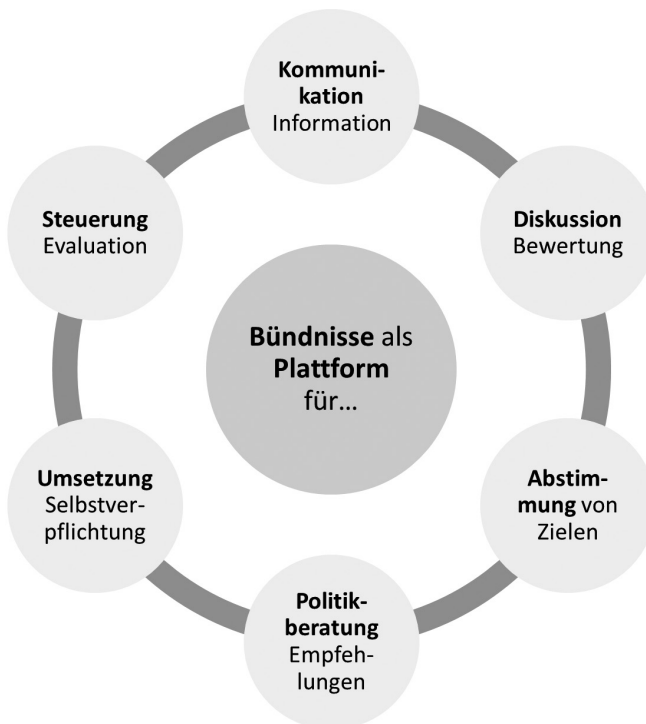 Kommuni-
kation
Information
Diskussion
Bewertung
Abstim-
mung von
Zielen
Politik-
beratung
Empfeh-
lungen
Umsetzung
Selbstver-
pflichtung
Steuerung
Evaluation
Bündnisse als
Plattform
für...